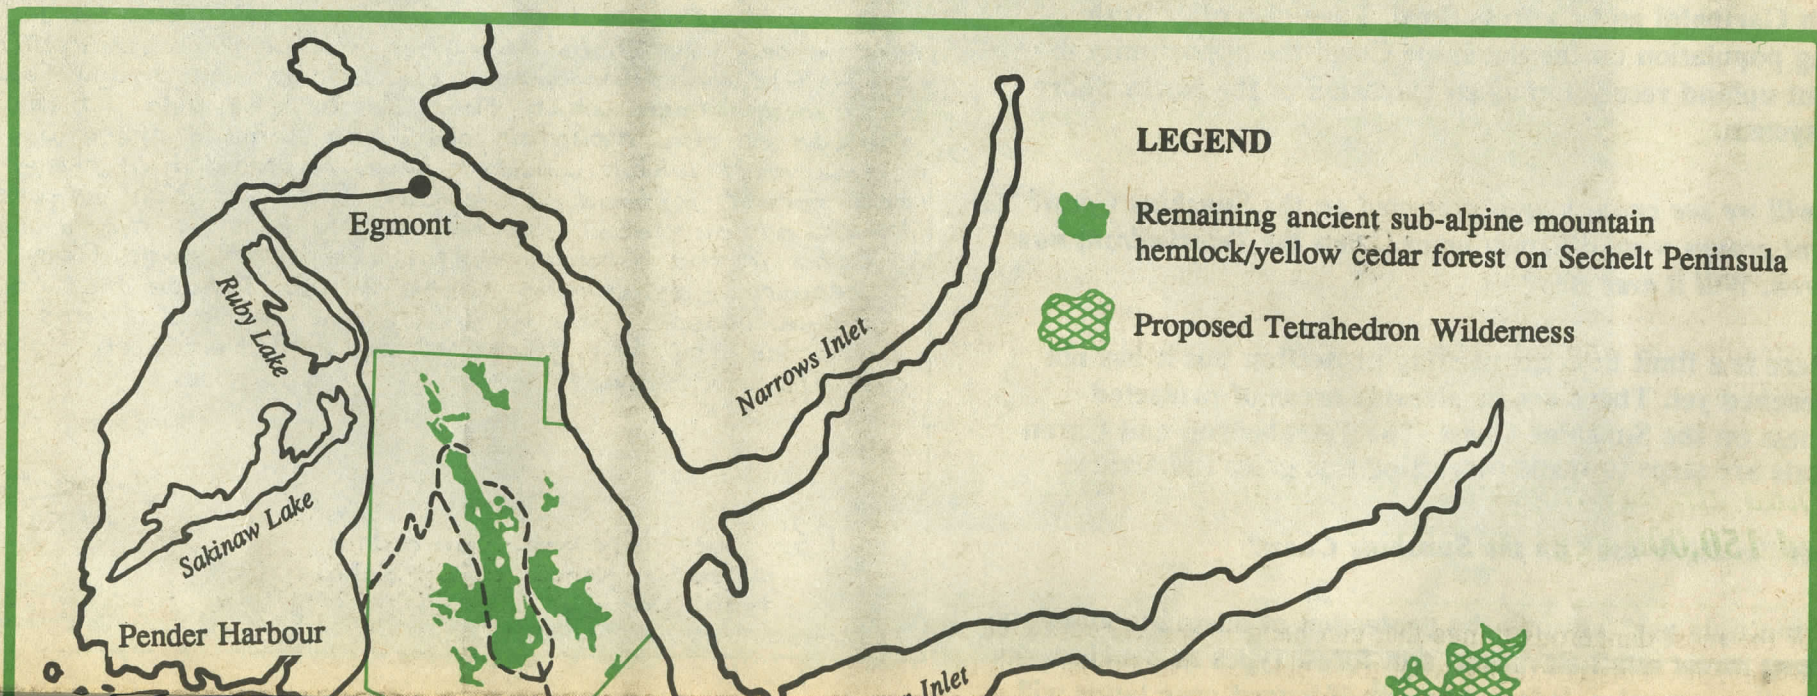 LEGEND
Remaining ancient sub-alpine mountain
hemlock/yellow cedar forest on Sechelt Peninsula
Proposed Tetrahedron Wilderness
Egmont
Ruby Lake
Narrows Inlet
Sakinaw Lake
Pender Harbour
Inlet